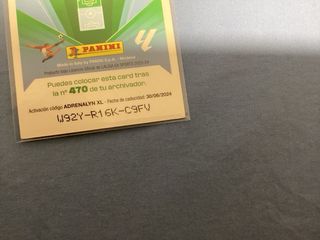 PANINI
Made in Italy by PANINI S.p.A. - Modena
Puedes colocar esta card tras
la nº 470 de tu archivador.
Activación código ADRENALYN XL - Fecha de caducidad: 30/06/2024
W92Y-R16K-C9FV